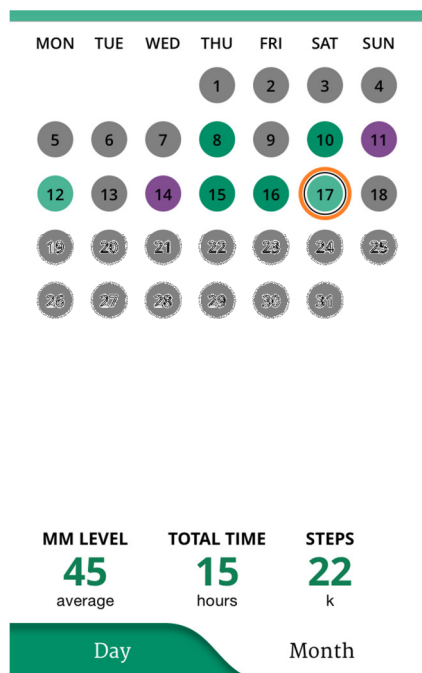 MON TUE WED THU FRI SAT SUN
1 2 3 4
5 6 7 8 9 10 11
12 13 14 15 16 17 18
19 20 21 22 23 24 25
26 27 28 29 30 31
MM LEVEL TOTAL TIME STEPS
45 15 22
average hours k
Day Month